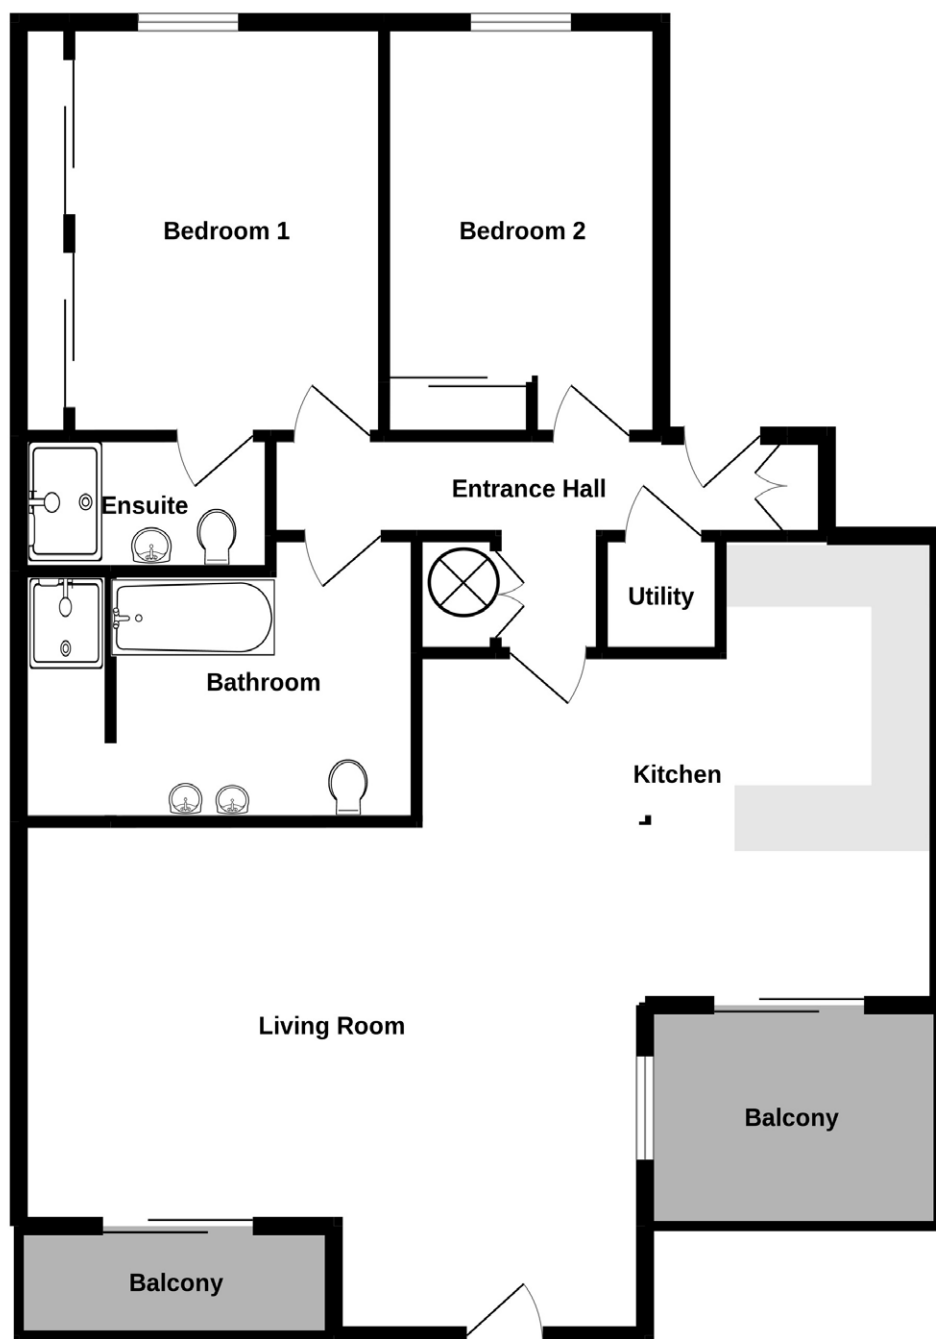 Bedroom 1
Bedroom 2
Entrance Hall
Ensuite
Utility
Bathroom
Kitchen
Living Room
Balcony
Balcony